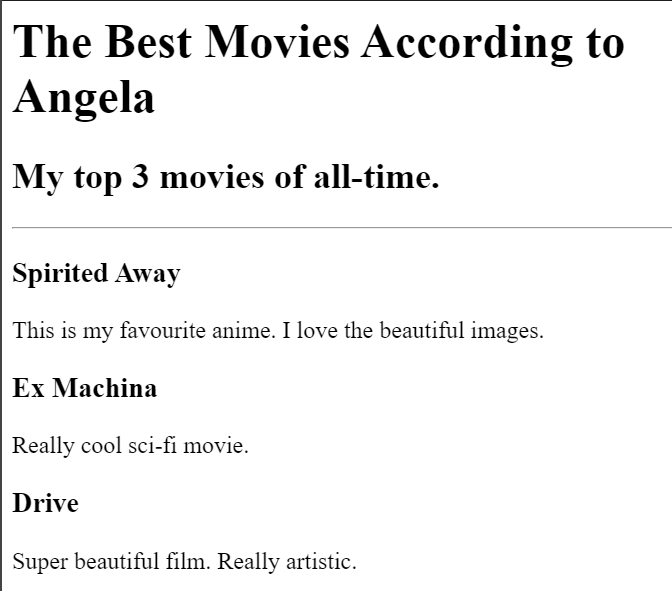 The Best Movies According to
Angela
My top 3 movies of all-time.
Spirited Away
This is my favourite anime. I love the beautiful images.
Ex Machina
Really cool sci-fi movie.
Drive
Super beautiful film. Really artistic.